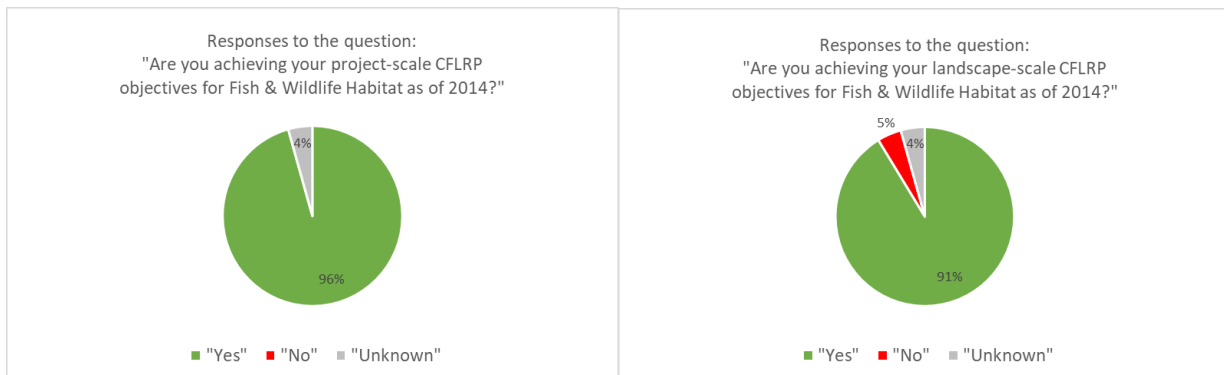 Responses to the question:
"Are you achieving your project-scale CFLRP
objectives for Fish & Wildlife Habitat as of 2014?"
4%
96%
"Yes" "No" "Unknown"
Responses to the question:
"Are you achieving your landscape-scale CFLRP
objectives for Fish & Wildlife Habitat as of 2014?"
5%
4%
91%
"Yes" "No" "Unknown"